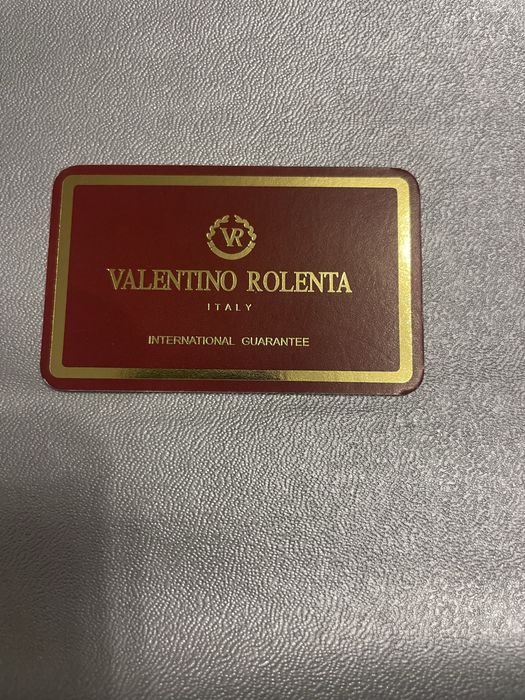 VR
VALENTINO ROLENTA
ITALY
INTERNATIONAL GUARANTEE